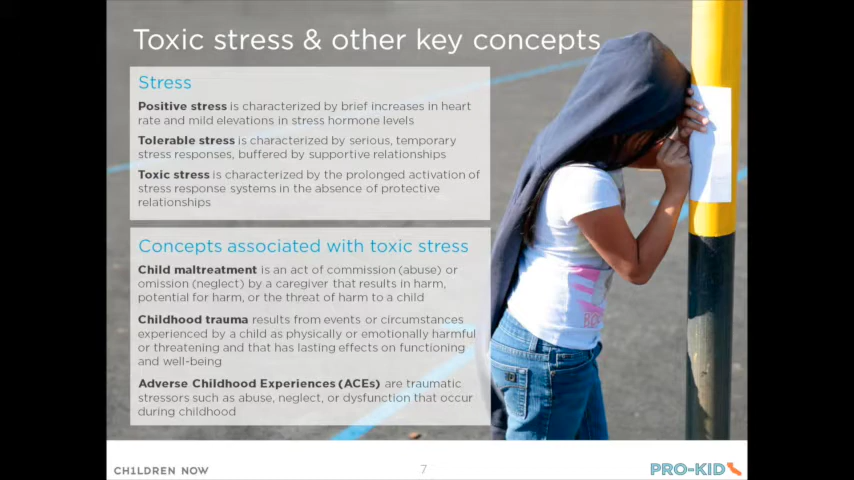 Toxic stress & other key concepts
Stress
Positive stress is characterized by brief increases in heart
rate and mild elevations in stress hormone levels
Tolerable stress is characterized by serious, temporary
stress responses, buffered by supportive relationships
Toxic stress is characterized by the prolonged activation of
stress response systems in the absence of protective
relationships
Concepts associated with toxic stress
Child maltreatment is an act of commission (abuse) or
omission (neglect) by a caregiver that results in harm,
potential for harm, or the threat of harm to a child
Childhood trauma results from events or circumstances
experienced by a child as physically or emotionally harmful
or threatening and that has lasting effects on functioning
and well-being
Adverse Childhood Experiences (ACEs) are traumatic
stressors such as abuse, neglect, or dysfunction that occur
during childhood
CHILDREN NOW
7
PRO-KID